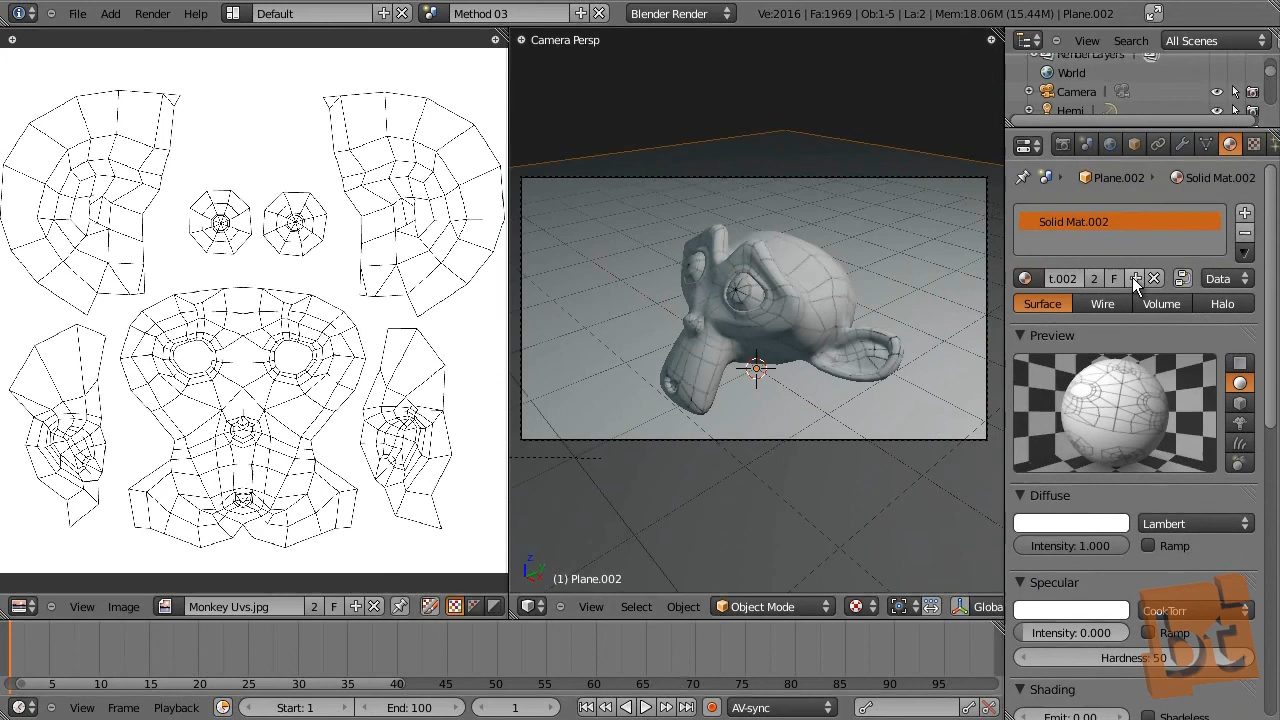 File Add Render Help Default Method 03 Blender Render Ve:2016 | Fa:1969 | Ob:1-5 | La:2 | Mem:18.06M (15.44M) | Plane.002
Camera Persp
View Search All Scenes
RenderLayers
World
Camera
Hemi
Plane.002 Solid Mat.002
Solid Mat.002
t.002 2 F Data
Surface Wire Volume Halo
Preview
Diffuse
Lambert
Intensity: 1.000 Ramp
Specular
CookTorr
Intensity: 0.000 Ramp
Hardness: 50
Shading
Emit: 0.00 Shadeless
z
y
x
(1) Plane.002
View Image Monkey Uvs.jpg 2 F
View Select Object Object Mode Globa
5 10 15 20 25 30 35 40 45 50 55 60 65 70 75 80 85 90 95
View Frame Playback Start: 1 End: 100 1 AV-sync
bt